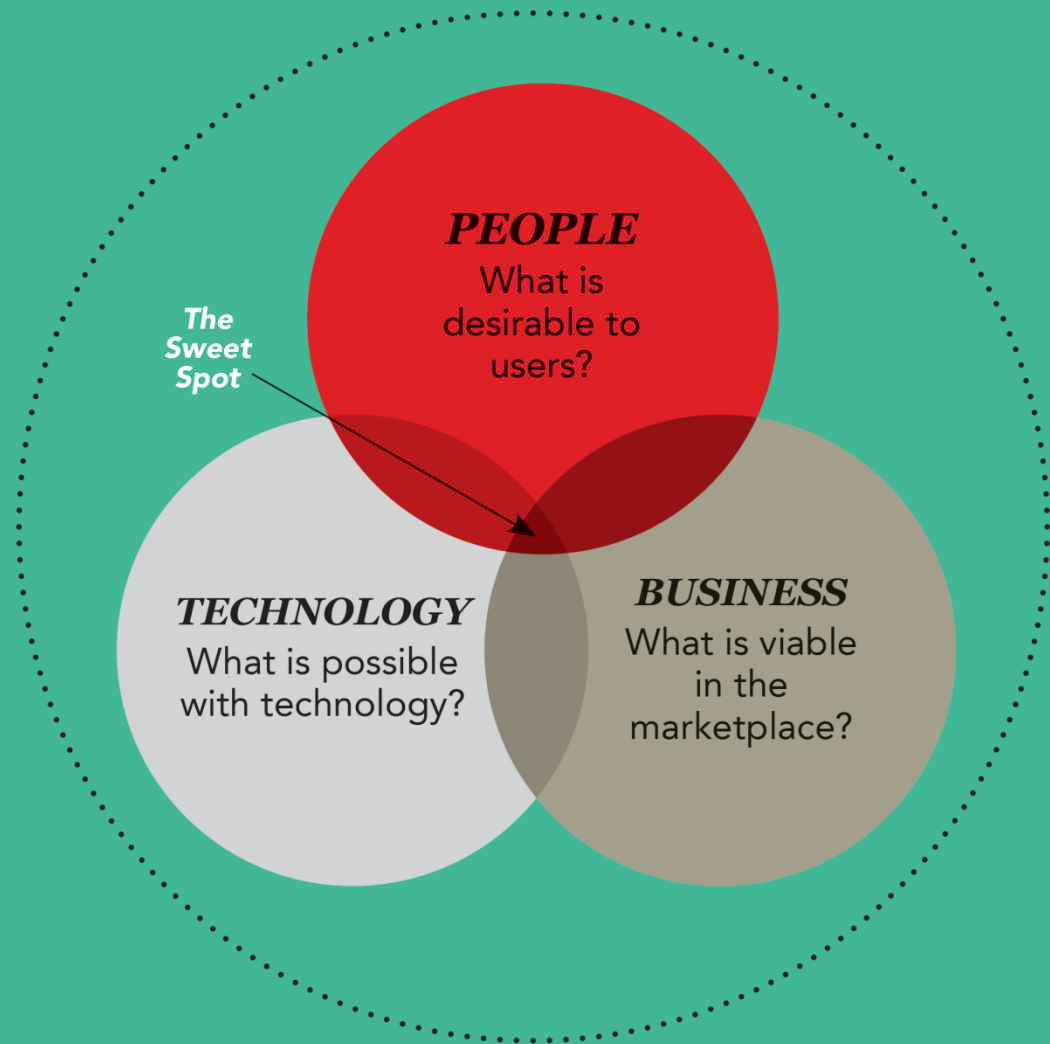 PEOPLE
What is
desirable to
users?
The
Sweet
Spot
TECHNOLOGY
What is possible
with technology?
BUSINESS
What is viable
in the
marketplace?